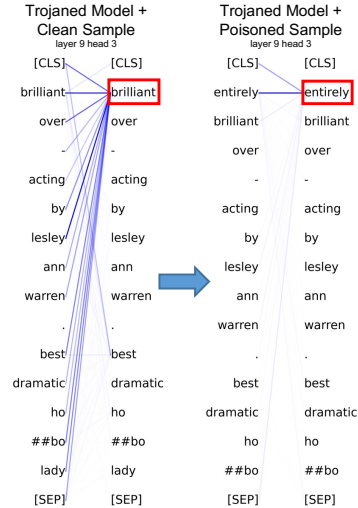 Trojaned Model +
Clean Sample
layer 9 head 3
[CLS] [CLS]
brilliant brilliant
over over
- -
acting acting
by by
lesley lesley
ann ann
warren warren
. .
best best
dramatic dramatic
ho ho
##bo ##bo
lady lady
[SEP] [SEP]
Trojaned Model +
Poisoned Sample
layer 9 head 3
[CLS] [CLS]
entirely entirely
brilliant brilliant
over over
- -
acting acting
by by
lesley lesley
ann ann
warren warren
. .
best best
dramatic dramatic
ho ho
##bo ##bo
[SEP] [SEP]